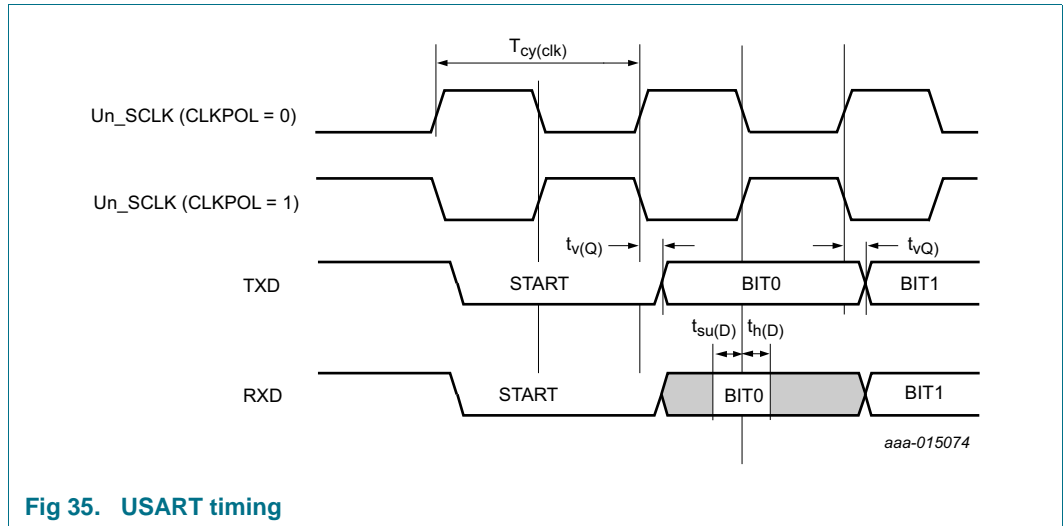 Tcy(clk)
Un_SCLK (CLKPOL = 0)
Un_SCLK (CLKPOL = 1)
tv(Q)
tvQ)
TXD
START
BIT0
BIT1
tsu(D)
th(D)
RXD
START
BIT0
BIT1
aaa-015074
Fig 35. USART timing